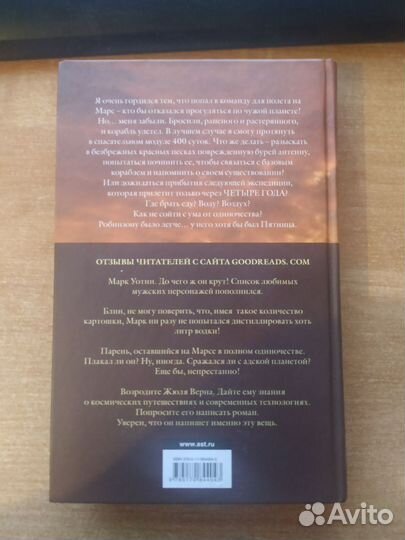 Я очень гордился тем, что попал в команду для полета на
Марс – кто бы отказался прогуляться по чужой планете!
Но… меня забыли. Бросили, раненого и растерянного,
и корабль улетел. В лучшем случае я смогу протянуть
в спасательном модуле 400 суток. Что же делать – разыскать
в безбрежных красных песках поврежденную бурей антенну,
попытаться починить ее, чтобы связаться с базовым
кораблем и напомнить о своем существовании?
Или дожидаться прибытия следующей экспедиции,
которая прилетит только через ЧЕТЫРЕ ГОДА?
Где брать еду? Воду? Воздух?
Как не сойти с ума от одиночества?
Робинзону было легче… у него хотя бы был Пятница.
ОТЗЫВЫ ЧИТАТЕЛЕЙ С САЙТА GOODREADS. COM
Марк Уотни. До чего ж он крут! Список любимых
мужских персонажей пополнился.
Блин, не могу поверить, что, имея такое количество
картошки, Марк ни разу не попытался дистиллировать хоть
литр водки!
Парень, оставшийся на Марсе в полном одиночестве.
Плакал ли он? Ну, иногда. Сражался ли с адской планетой?
Еще бы, непрестанно!
Возродите Жюля Верна. Дайте ему знания
о космических путешествиях и современных технологиях.
Попросите его написать роман.
Уверен, что он напишет именно эту вещь.
www.ast.ru
Avito